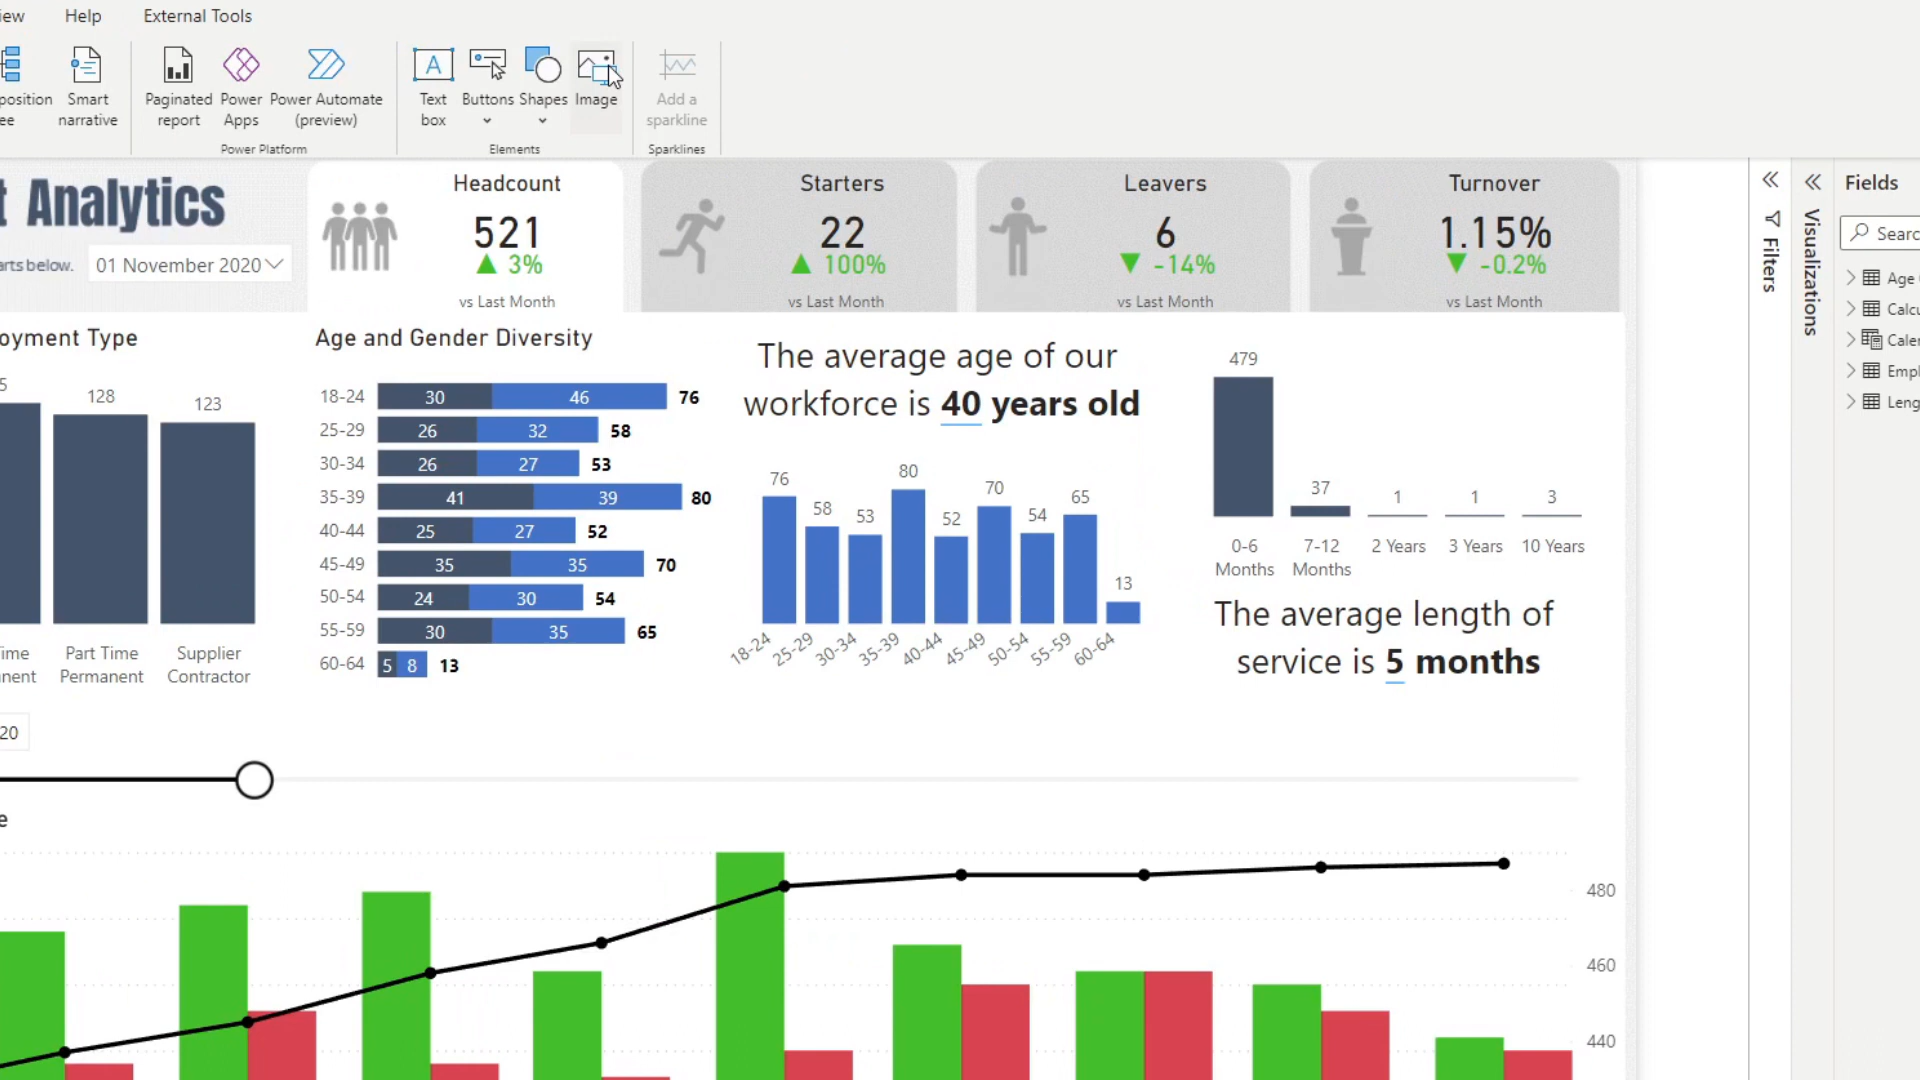 iew Help External Tools
position
ee
Smart
narrative
Paginated
report
Power
Apps
Power Automate
(preview)
Power Platform
A
Text
box
Buttons
Shapes
Image
Elements
Add a
sparkline
Sparklines
t Analytics
arts below.
01 November 2020
Headcount
521
▲ 3%
vs Last Month
Starters
22
▲ 100%
vs Last Month
Leavers
6
▼ -14%
vs Last Month
Turnover
1.15%
▼ -0.2%
vs Last Month
Filters
Visualizations
Fields
Searc
Age
Calcu
Caler
Empl
Leng
oyment Type
5
128
123
ime
nent
Part Time
Permanent
Supplier
Contractor
Age and Gender Diversity
18-24 30 46 76
25-29 26 32 58
30-34 26 27 53
35-39 41 39 80
40-44 25 27 52
45-49 35 35 70
50-54 24 30 54
55-59 30 35 65
60-64 5 8 13
The average age of our
workforce is 40 years old
76 58 53 80 52 70 54 65 13
18-24 25-29 30-34 35-39 40-44 45-49 50-54 55-59 60-64
479 37 1 1 3
0-6
Months
7-12
Months
2 Years
3 Years
10 Years
The average length of
service is 5 months
20
e
480
460
440